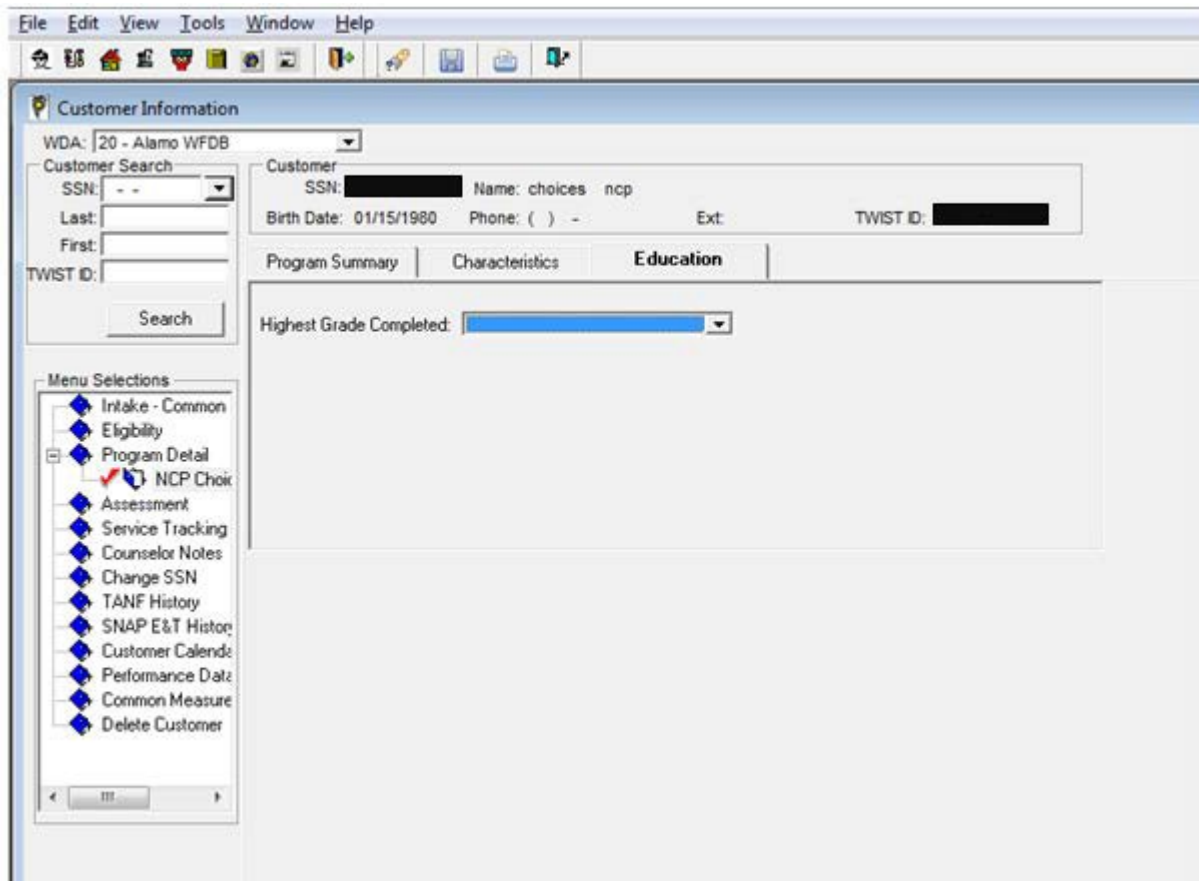 File Edit View Tools Window Help
Customer Information
WDA: 20 - Alamo WFDB
Customer Search
SSN: - -
Last:
First:
TWIST ID:
Search
Customer
SSN: Name: choices ncp
Birth Date: 01/15/1980 Phone: ( ) - Ext: TWIST ID:
Program Summary Characteristics Education
Highest Grade Completed:
Menu Selections
Intake - Common
Eligibility
Program Detail
NCP Choic
Assessment
Service Tracking
Counselor Notes
Change SSN
TANF History
SNAP E&T History
Customer Calenda
Performance Data
Common Measure
Delete Customer